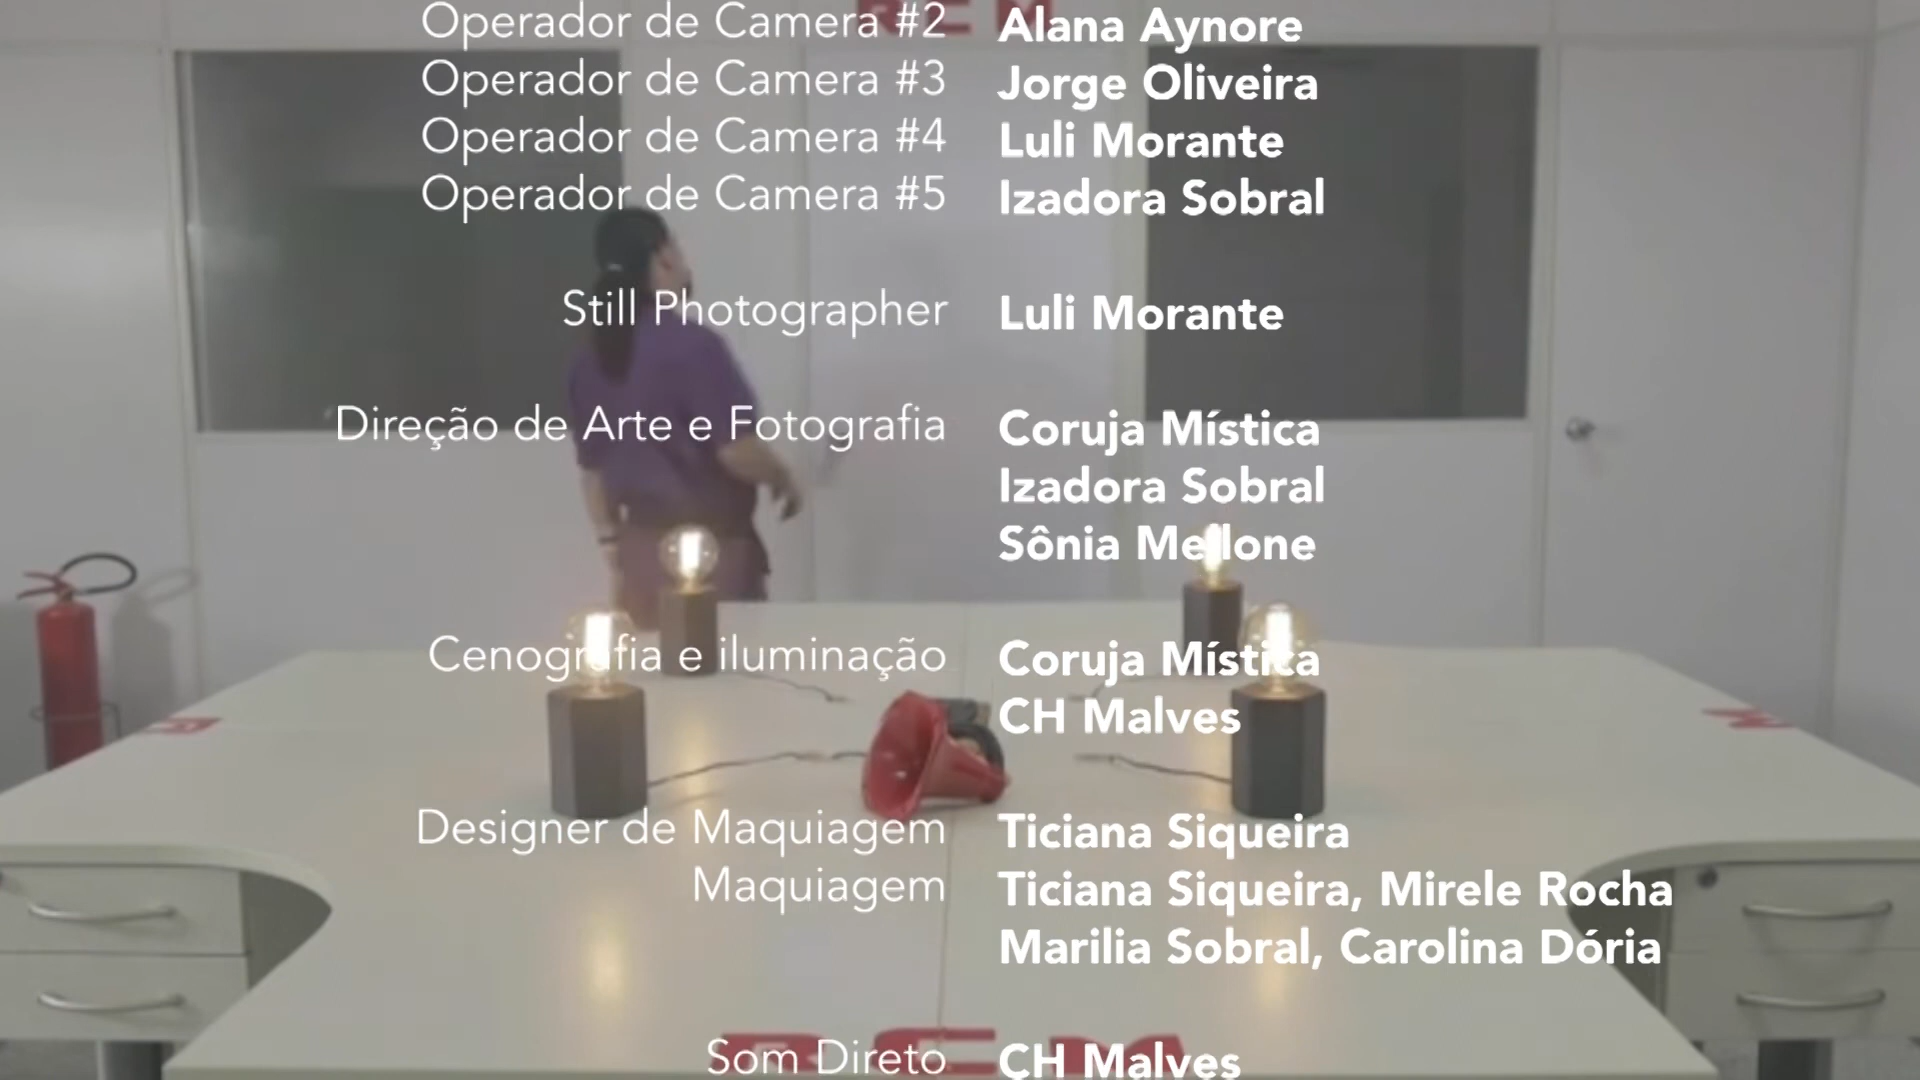 REM
Operador de Camera #2 Alana Aynore
Operador de Camera #3 Jorge Oliveira
Operador de Camera #4 Luli Morante
Operador de Camera #5 Izadora Sobral
Still Photographer Luli Morante
Direção de Arte e Fotografia Coruja Mística
Izadora Sobral
Sônia Mellone
Cenografia e iluminação Coruja Mística
CH Malves
Designer de Maquiagem Ticiana Siqueira
Maquiagem Ticiana Siqueira, Mirele Rocha
Marilia Sobral, Carolina Dória
Som Direto CH Malves
REM